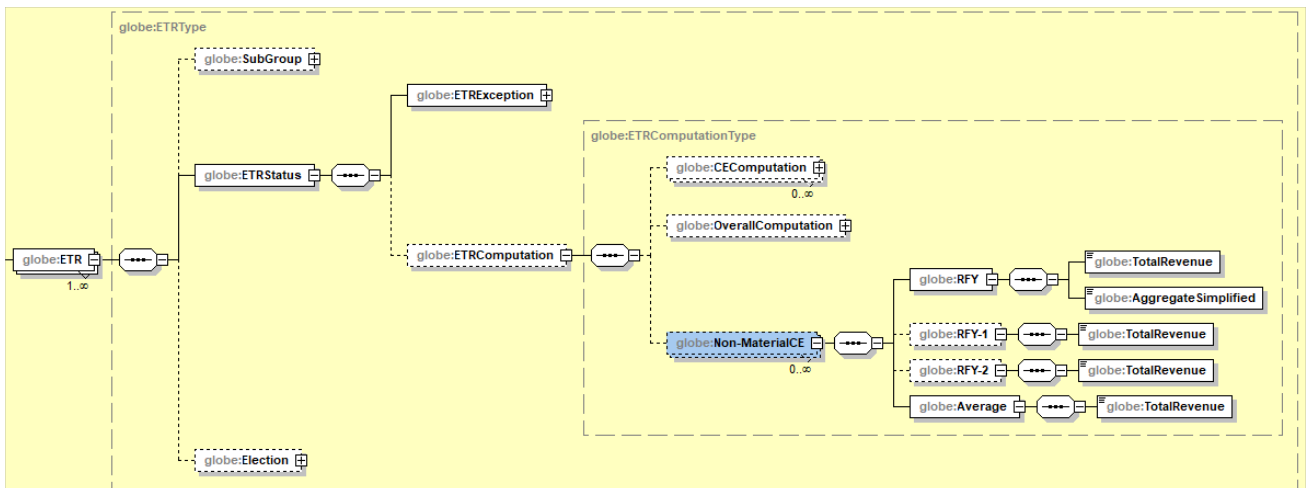 globe:ETRType
globe:SubGroup
globe:ETRException
globe:ETRComputationType
globe:CEComputation
0..∞
globe:ETRStatus
globe:OverallComputation
globe:ETR
1..∞
globe:ETRComputation
globe:TotalRevenue
globe:RFY
globe:AggregateSimplified
globe:Non-MaterialCE
0..∞
globe:RFY-1
globe:TotalRevenue
globe:RFY-2
globe:TotalRevenue
globe:Average
globe:TotalRevenue
globe:Election